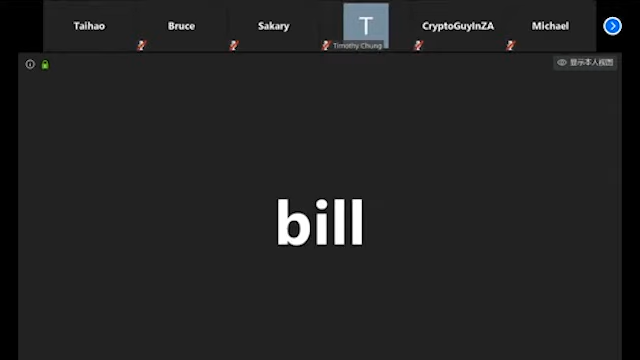 Taihao
Bruce
Sakary
T
Timothy Chung
CryptoGuyInZA
Michael
显示本人视图
bill